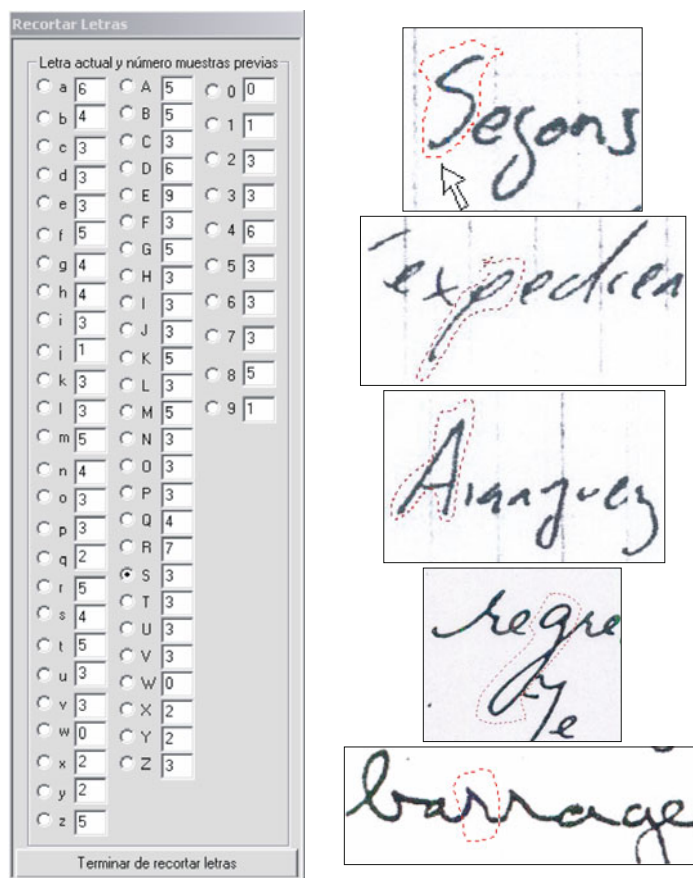 Recortar Letras
Letra actual y número muestras previas
a 6
b 4
c 3
d 3
e 3
f 5
g 4
h 4
i 3
j 1
k 3
l 3
m 5
n 4
o 3
p 3
q 2
r 5
s 4
t 5
u 3
v 3
w 0
x 2
y 2
z 5
A 5
B 5
C 3
D 6
E 9
F 3
G 5
H 3
I 3
J 3
K 5
L 3
M 5
N 3
O 3
P 3
Q 4
R 7
S 3
T 3
U 3
V 3
W 0
X 2
Y 2
Z 3
0 0
1 1
2 3
3 3
4 6
5 3
6 3
7 3
8 5
9 1
Terminar de recortar letras
Segons
'expedien
Aranguez
regre
ye
barrage